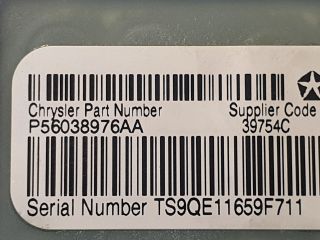 Chrysler Part Number Supplier Code
P56038976AA 39754C
Serial Number TS9QE11659F711